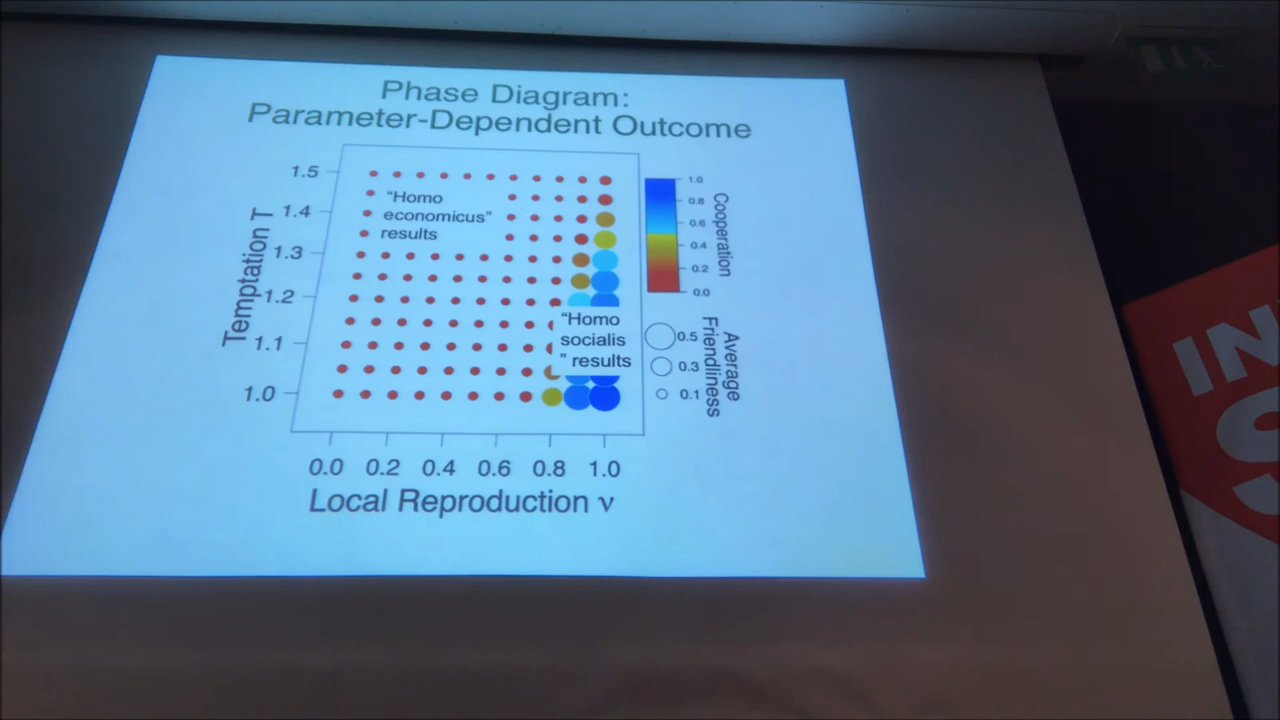 Phase Diagram:
Parameter-Dependent Outcome
Temptation T
1.5
1.4
1.3
1.2
1.1
1.0
"Homo
economicus"
results
"Homo
socialis
" results
0.0 0.2 0.4 0.6 0.8 1.0
Local Reproduction ν
1.0
0.8
0.6
0.4
0.2
0.0
Cooperation
0.5
0.3
0.1
Average
Friendliness
IN